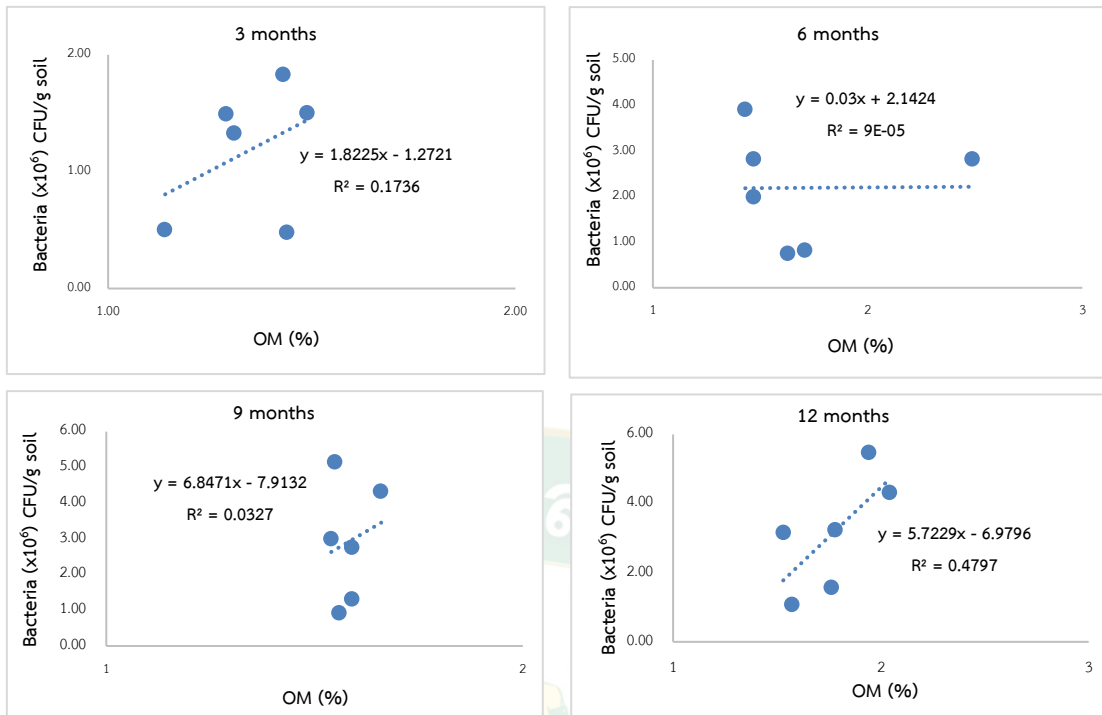 3 months
2.00
1.00
0.00
1.00
2.00
Bacteria (x10⁶) CFU/g soil
OM (%)
y = 1.8225x - 1.2721
R² = 0.1736
6 months
5.00
4.00
3.00
2.00
1.00
0.00
1
2
3
Bacteria (x10⁶) CFU/g soil
OM (%)
y = 0.03x + 2.1424
R² = 9E-05
9 months
6.00
5.00
4.00
3.00
2.00
1.00
0.00
1
2
Bacteria (x10⁶) CFU/g soil
OM (%)
y = 6.8471x - 7.9132
R² = 0.0327
12 months
6.00
4.00
2.00
0.00
1
2
3
Bacteria (x10⁶) CFU/g soil
OM (%)
y = 5.7229x - 6.9796
R² = 0.4797